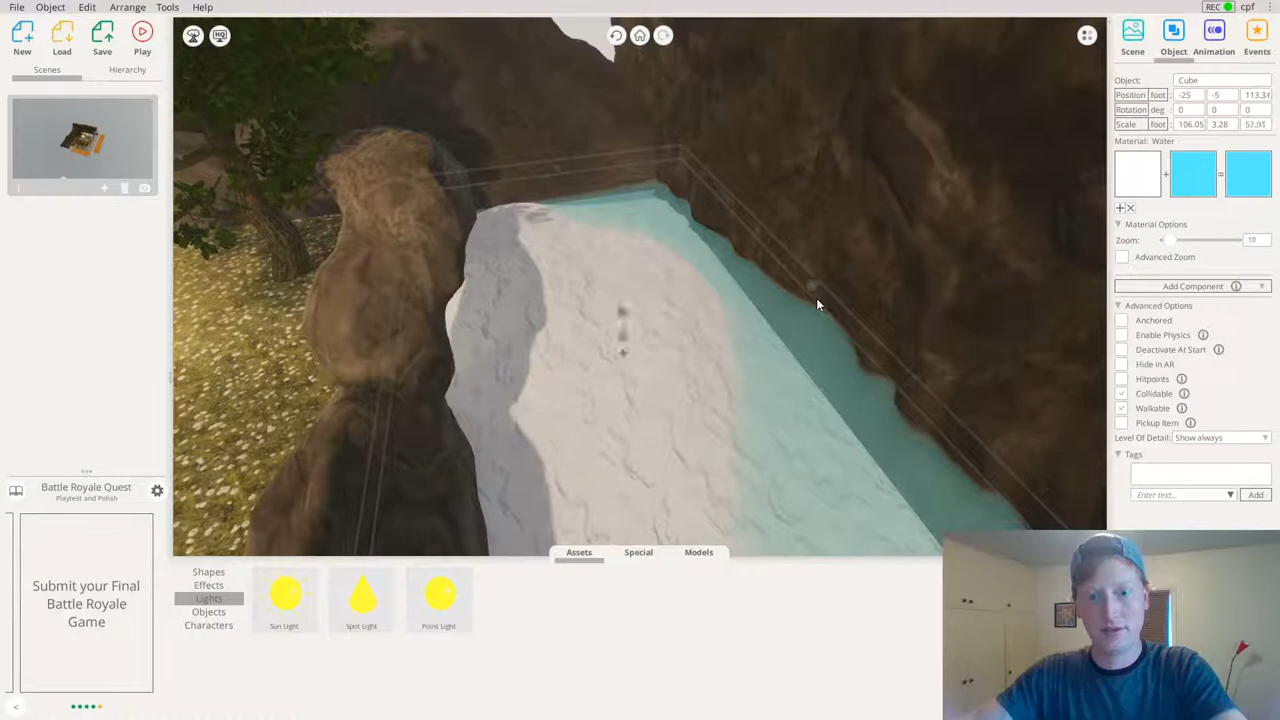 File Object Edit Arrange Tools Help
REC cpf
New Load Save Play
Scenes Hierarchy
HQ
Scene Object Animation Events
Object: Cube
Position foot : -25 -5
Rotation deg : 0 0 0
Scale foot : 106.05 3.28
Material: Water
+ =
Material Options
Zoom: 10
Advanced Zoom
Add Component
Advanced Options
Anchored
Enable Physics
Deactivate At Start
Hide in AR
Hitpoints
Collidable
Walkable
Pickup Item
Level Of Detail: Show always
Tags
Enter text... Add
Battle Royale Quest
Playtest and Polish
Submit your Final
Battle Royale
Game
<
Assets Special Models
Shapes
Effects
Lights
Objects
Characters
Sun Light Spot Light Point Light